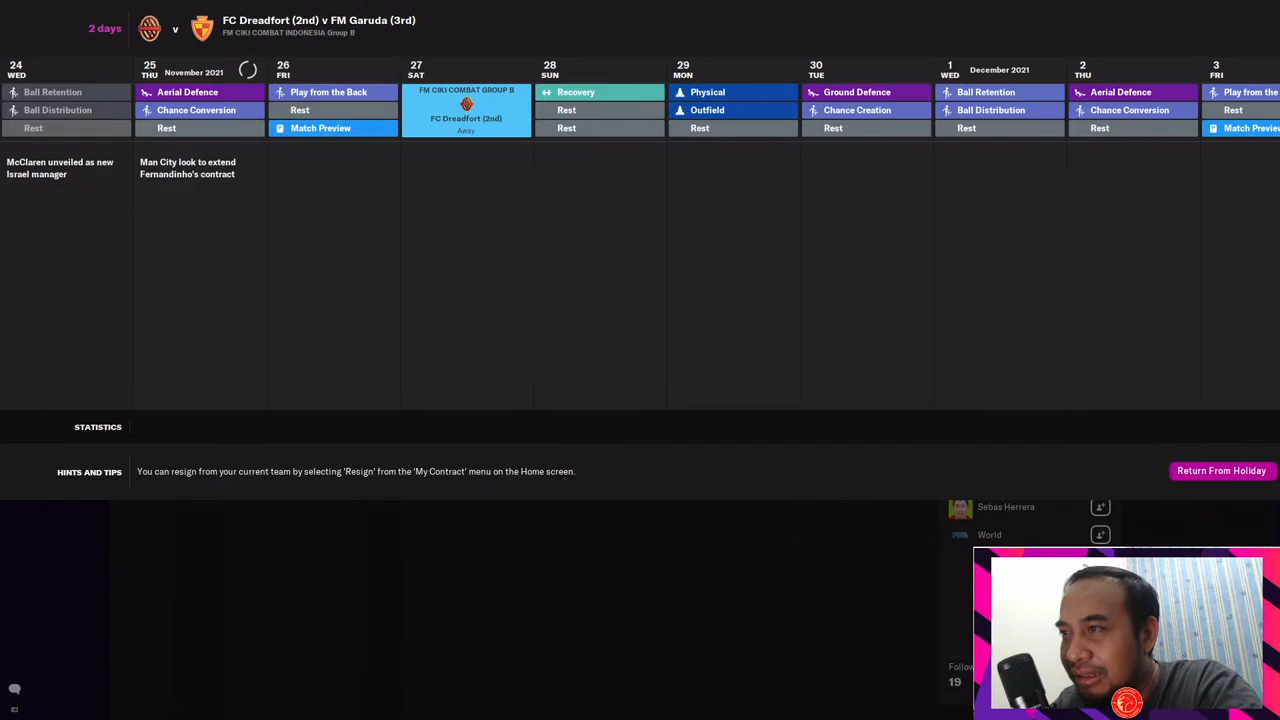 2 days
v
FC Dreadfort (2nd) v FM Garuda (3rd)
FM CIKI COMBAT INDONESIA Group B
24
WED
25
THU
November 2021
26
FRI
27
SAT
28
SUN
29
MON
30
TUE
1
WED
December 2021
2
THU
3
FRI
Ball Retention
Aerial Defence
Play from the Back
FM CIKI COMBAT GROUP B
Recovery
Physical
Ground Defence
Ball Retention
Aerial Defence
Play from the
Ball Distribution
Chance Conversion
Rest
FC Dreadfort (2nd)
Rest
Outfield
Chance Creation
Ball Distribution
Chance Conversion
Rest
Rest
Rest
Match Preview
Away
Rest
Rest
Rest
Rest
Rest
Match Preview
McClaren unveiled as new
Israel manager
Man City look to extend
Fernandinho's contract
STATISTICS
HINTS AND TIPS
You can resign from your current team by selecting 'Resign' from the 'My Contract' menu on the Home screen.
Return From Holiday
Sebas Herrera
World
Follow
19